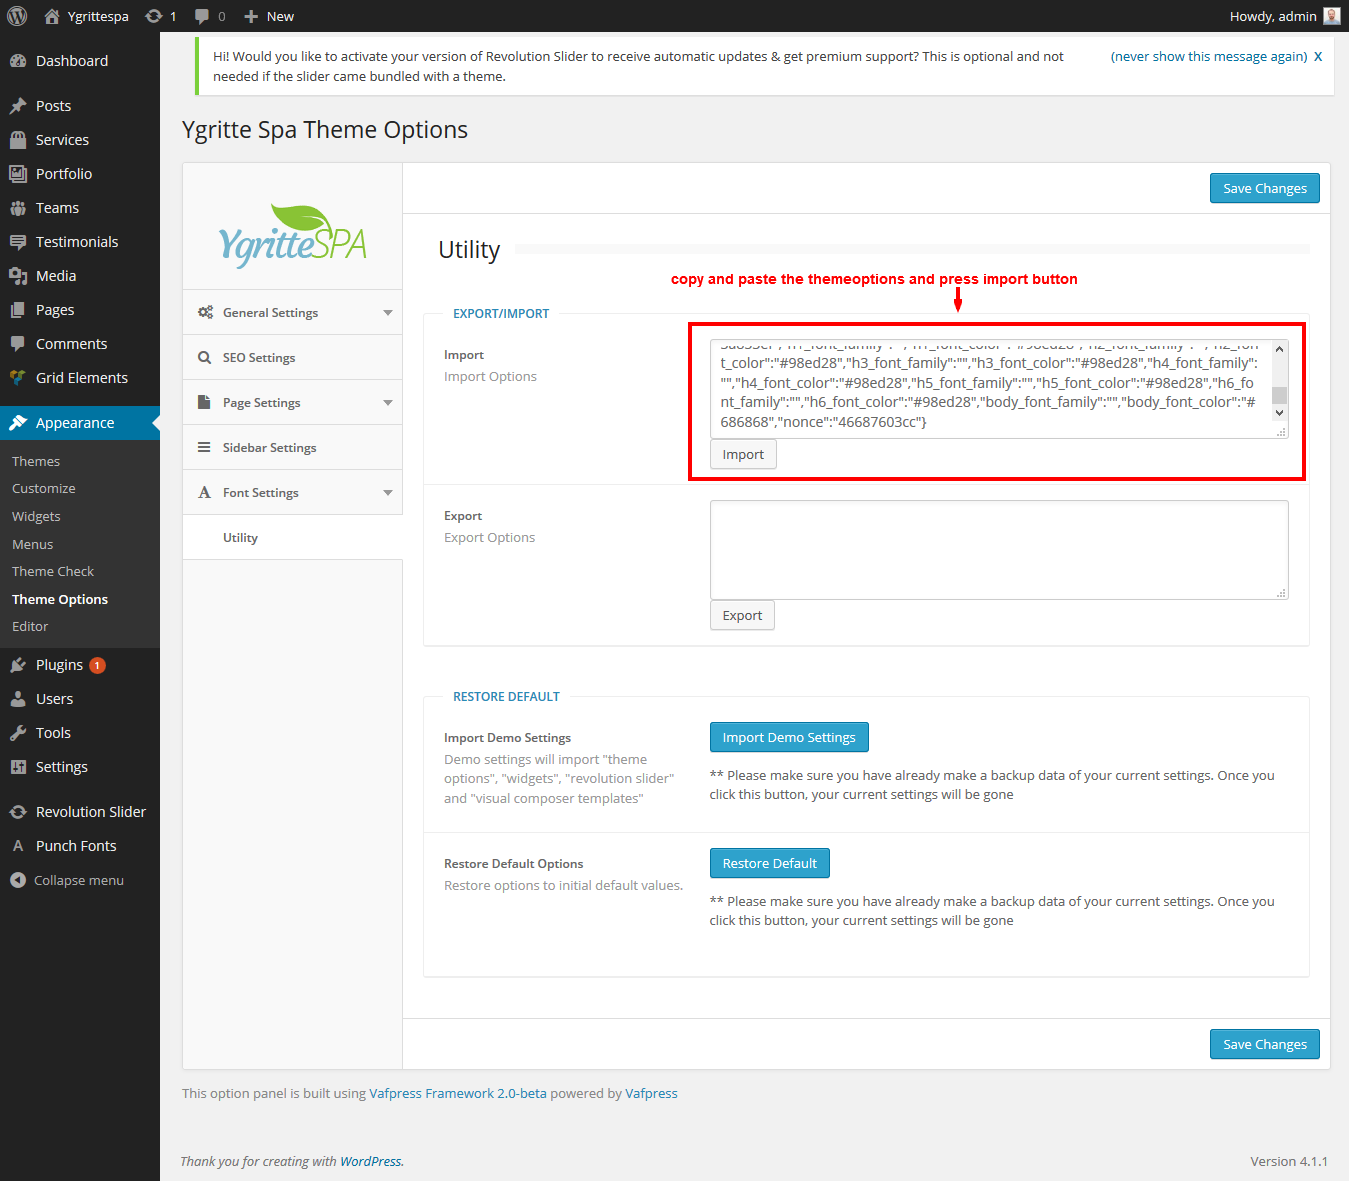 Ygrittespa 1 0 New Howdy, admin
Dashboard
Posts
Services
Portfolio
Teams
Testimonials
Media
Pages
Comments
Grid Elements
Appearance
Themes
Customize
Widgets
Menus
Theme Check
Theme Options
Editor
Plugins 1
Users
Tools
Settings
Revolution Slider
Punch Fonts
Collapse menu
Hi! Would you like to activate your version of Revolution Slider to receive automatic updates & get premium support? This is optional and not
needed if the slider came bundled with a theme.
(never show this message again) X
Ygritte Spa Theme Options
Save Changes
YgritteSPA
General Settings
SEO Settings
Page Settings
Sidebar Settings
Font Settings
Utility
Utility
copy and paste the themeoptions and press import button
EXPORT/IMPORT
Import
Import Options
t_color":"#98ed28","h3_font_family":"","h3_font_color":"#98ed28","h4_font_family":
"","h4_font_color":"#98ed28","h5_font_family":"","h5_font_color":"#98ed28","h6_fo
nt_family":"","h6_font_color":"#98ed28","body_font_family":"","body_font_color":"#
686868","nonce":"46687603cc"}
Import
Export
Export Options
Export
RESTORE DEFAULT
Import Demo Settings
Demo settings will import "theme
options", "widgets", "revolution slider"
and "visual composer templates"
Import Demo Settings
** Please make sure you have already make a backup data of your current settings. Once you
click this button, your current settings will be gone
Restore Default Options
Restore options to initial default values.
Restore Default
** Please make sure you have already make a backup data of your current settings. Once you
click this button, your current settings will be gone
Save Changes
This option panel is built using Vafpress Framework 2.0-beta powered by Vafpress
Thank you for creating with WordPress.
Version 4.1.1